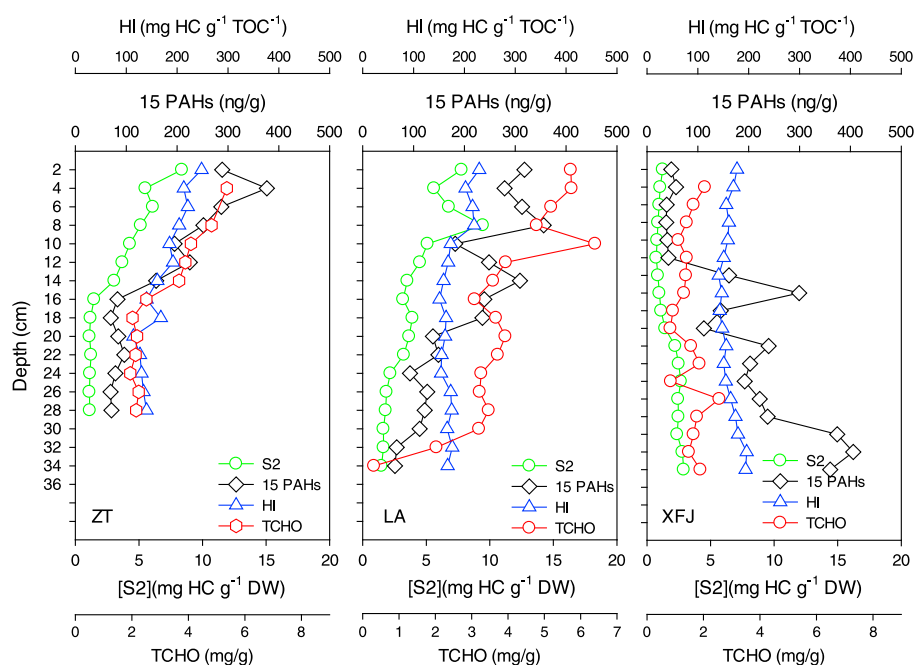 HI (mg HC g-1 TOC-1) HI (mg HC g-1 TOC-1) HI (mg HC g-1 TOC-1)
0 100 200 300 400 500 0 100 200 300 400 500 0 100 200 300 400 500
15 PAHs (ng/g) 15 PAHs (ng/g) 15 PAHs (ng/g)
0 100 200 300 400 500 0 100 200 300 400 500 0 100 200 300 400 500
Depth (cm)
2
4
6
8
10
12
14
16
18
20
22
24
26
28
30
32
34
36
S2 S2 S2
15 PAHs 15 PAHs 15 PAHs
HI HI HI
TCHO TCHO TCHO
ZT LA XFJ
0 5 10 15 20 0 5 10 15 20 0 5 10 15 20
[S2](mg HC g-1 DW) [S2](mg HC g-1 DW) [S2](mg HC g-1 DW)
0 2 4 6 8 0 1 2 3 4 5 6 7 0 2 4 6 8
TCHO (mg/g) TCHO (mg/g) TCHO (mg/g)